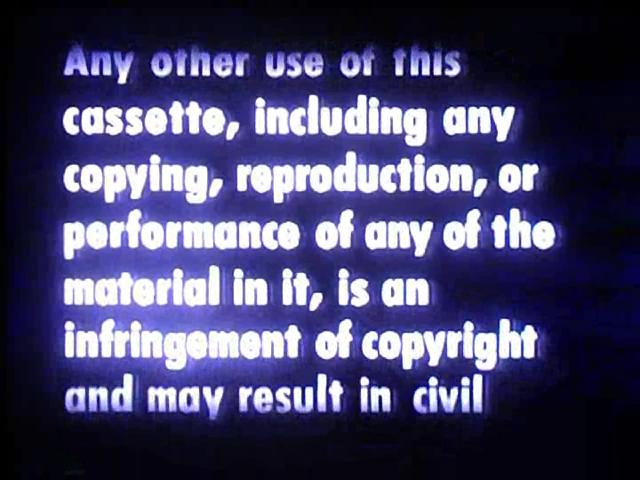 Any other use of this
cassette, including any
copying, reproduction, or
performance of any of the
material in it, is an
infringement of copyright
and may result in civil